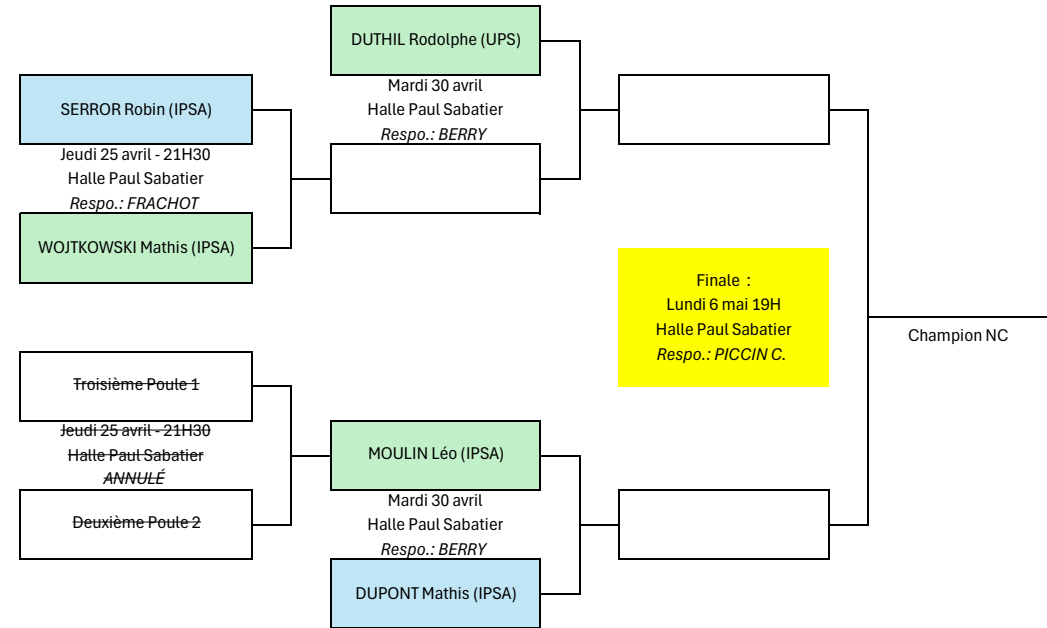 DUTHIL Rodolphe (UPS)
Mardi 30 avril
Halle Paul Sabatier
Respo.: BERRY
SERROR Robin (IPSA)
Jeudi 25 avril - 21H30
Halle Paul Sabatier
Respo.: FRACHOT
WOJTKOWSKI Mathis (IPSA)
Finale :
Lundi 6 mai 19H
Halle Paul Sabatier
Respo.: PICCIN C.
Champion NC
Troisième Poule 1
Jeudi 25 avril - 21H30
Halle Paul Sabatier
ANNULÉ
Deuxième Poule 2
MOULIN Léo (IPSA)
Mardi 30 avril
Halle Paul Sabatier
Respo.: BERRY
DUPONT Mathis (IPSA)